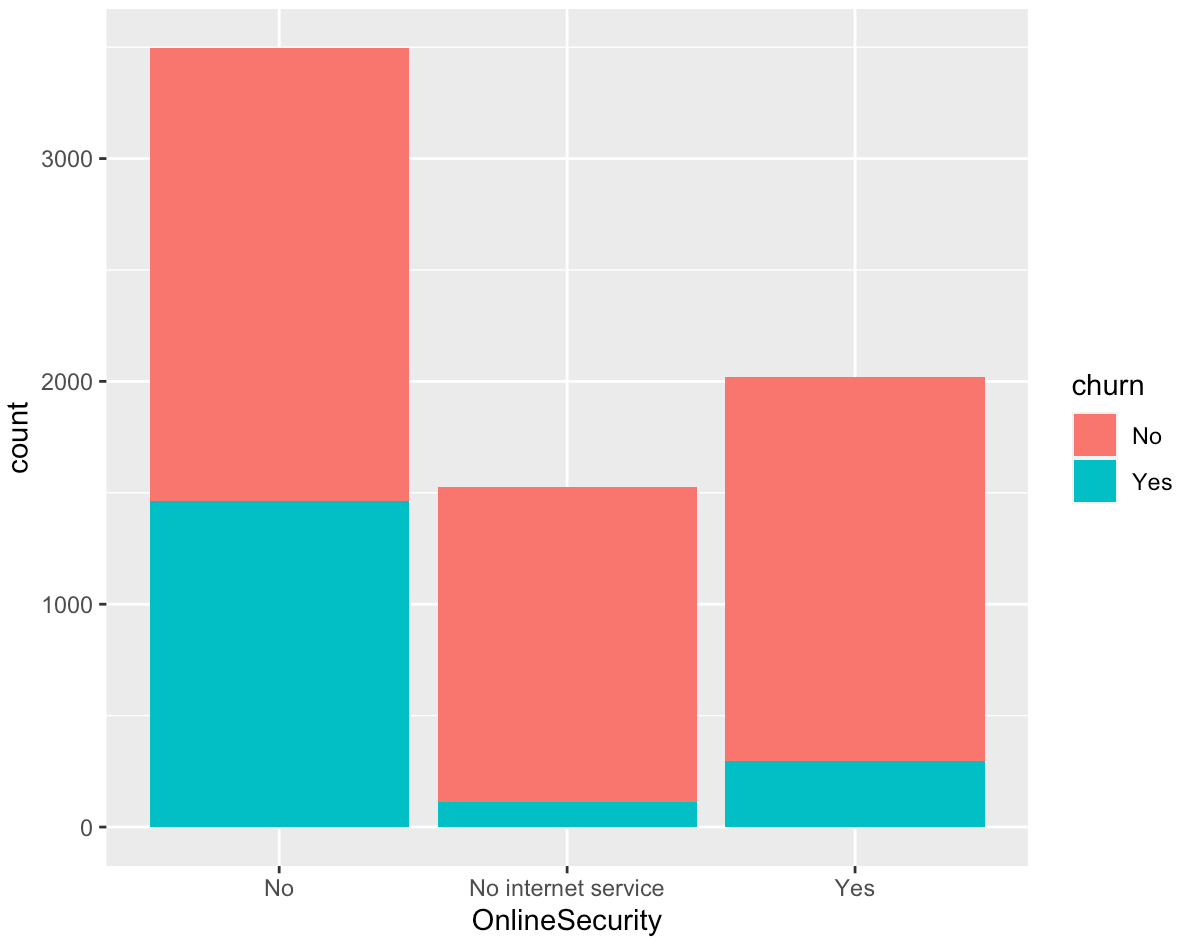 3000
2000
1000
0
count
No
No internet service
Yes
OnlineSecurity
churn
No
Yes